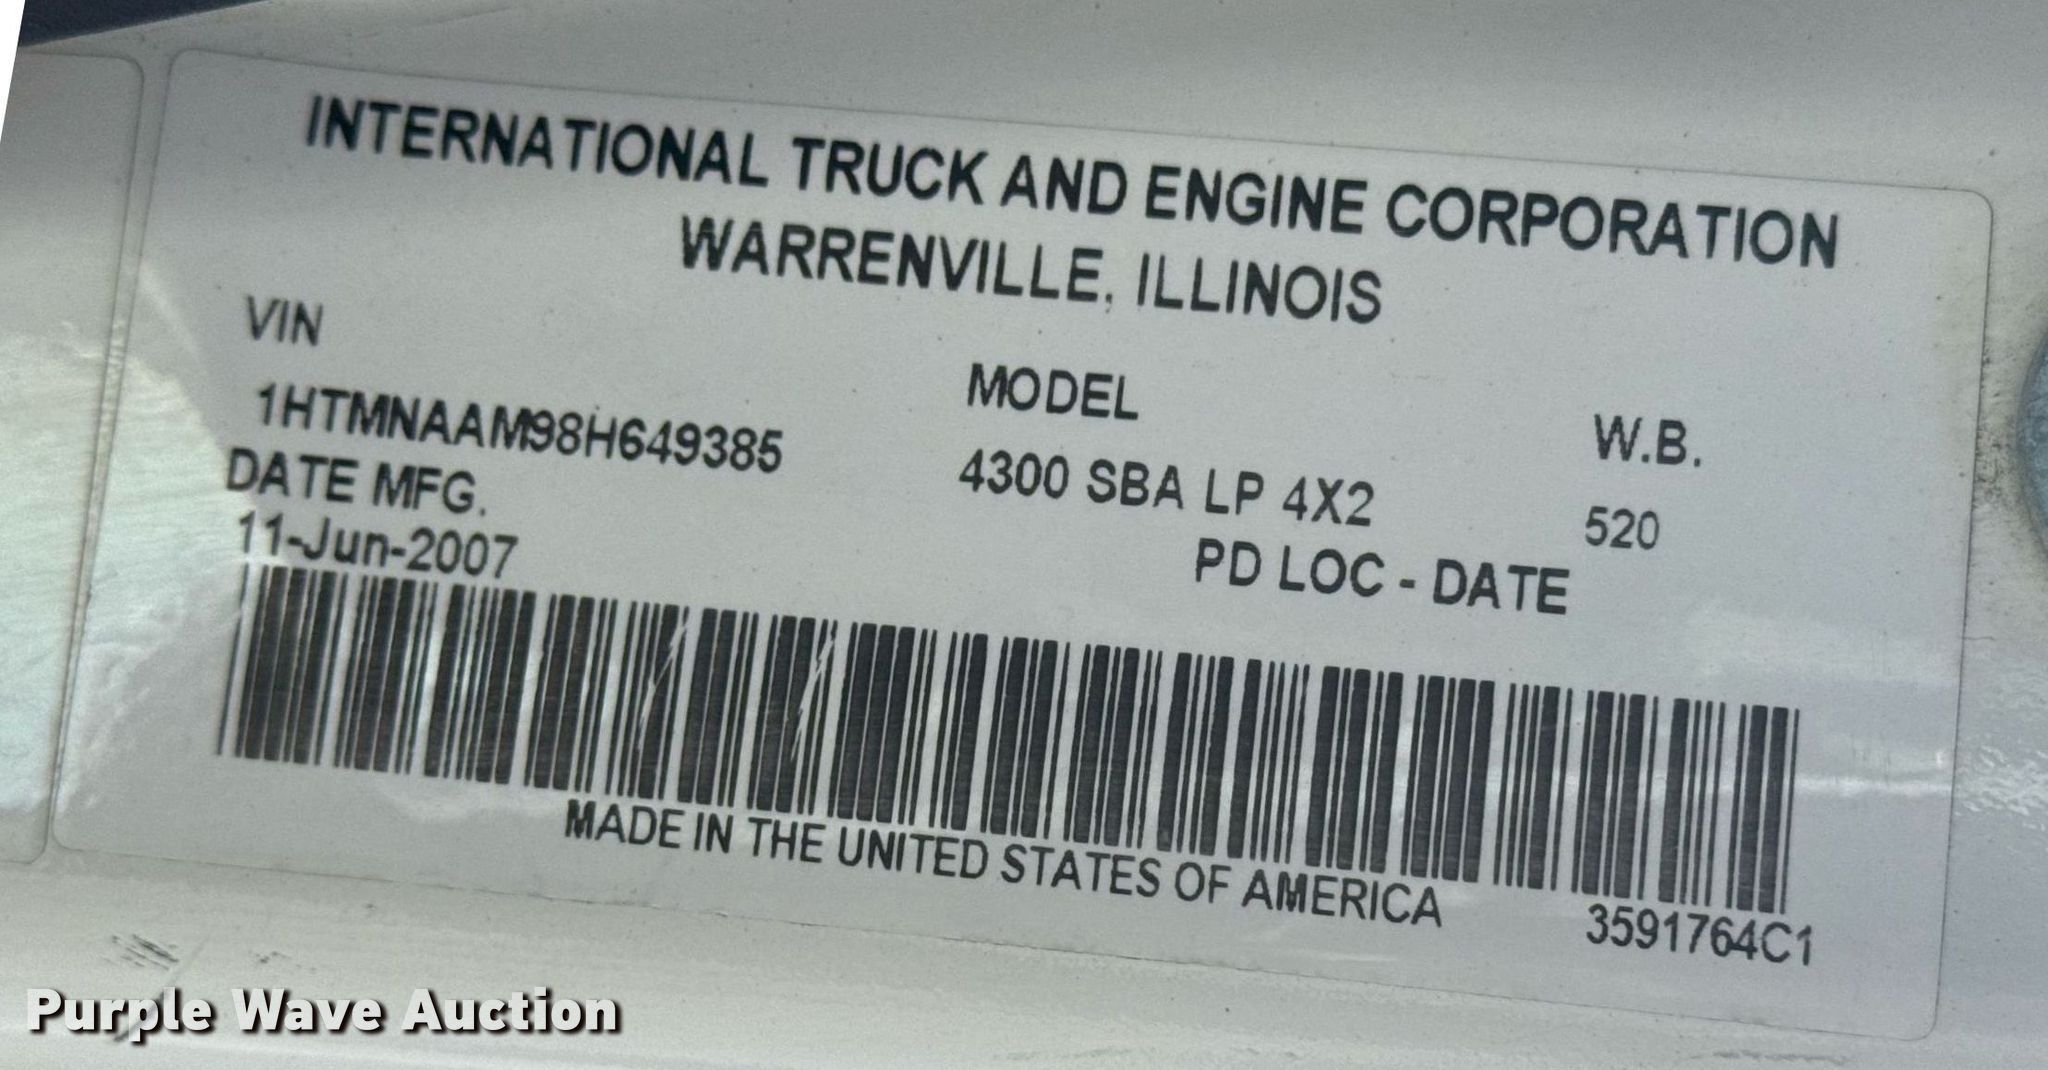 INTERNATIONAL TRUCK AND ENGINE CORPORATION
WARRENVILLE, ILLINOIS
VIN
MODEL
W.B.
1HTMNAAM98H649385
4300 SBA LP 4X2
520
DATE MFG.
11-Jun-2007
PD LOC - DATE
MADE IN THE UNITED STATES OF AMERICA
3591764C1
Purple Wave Auction